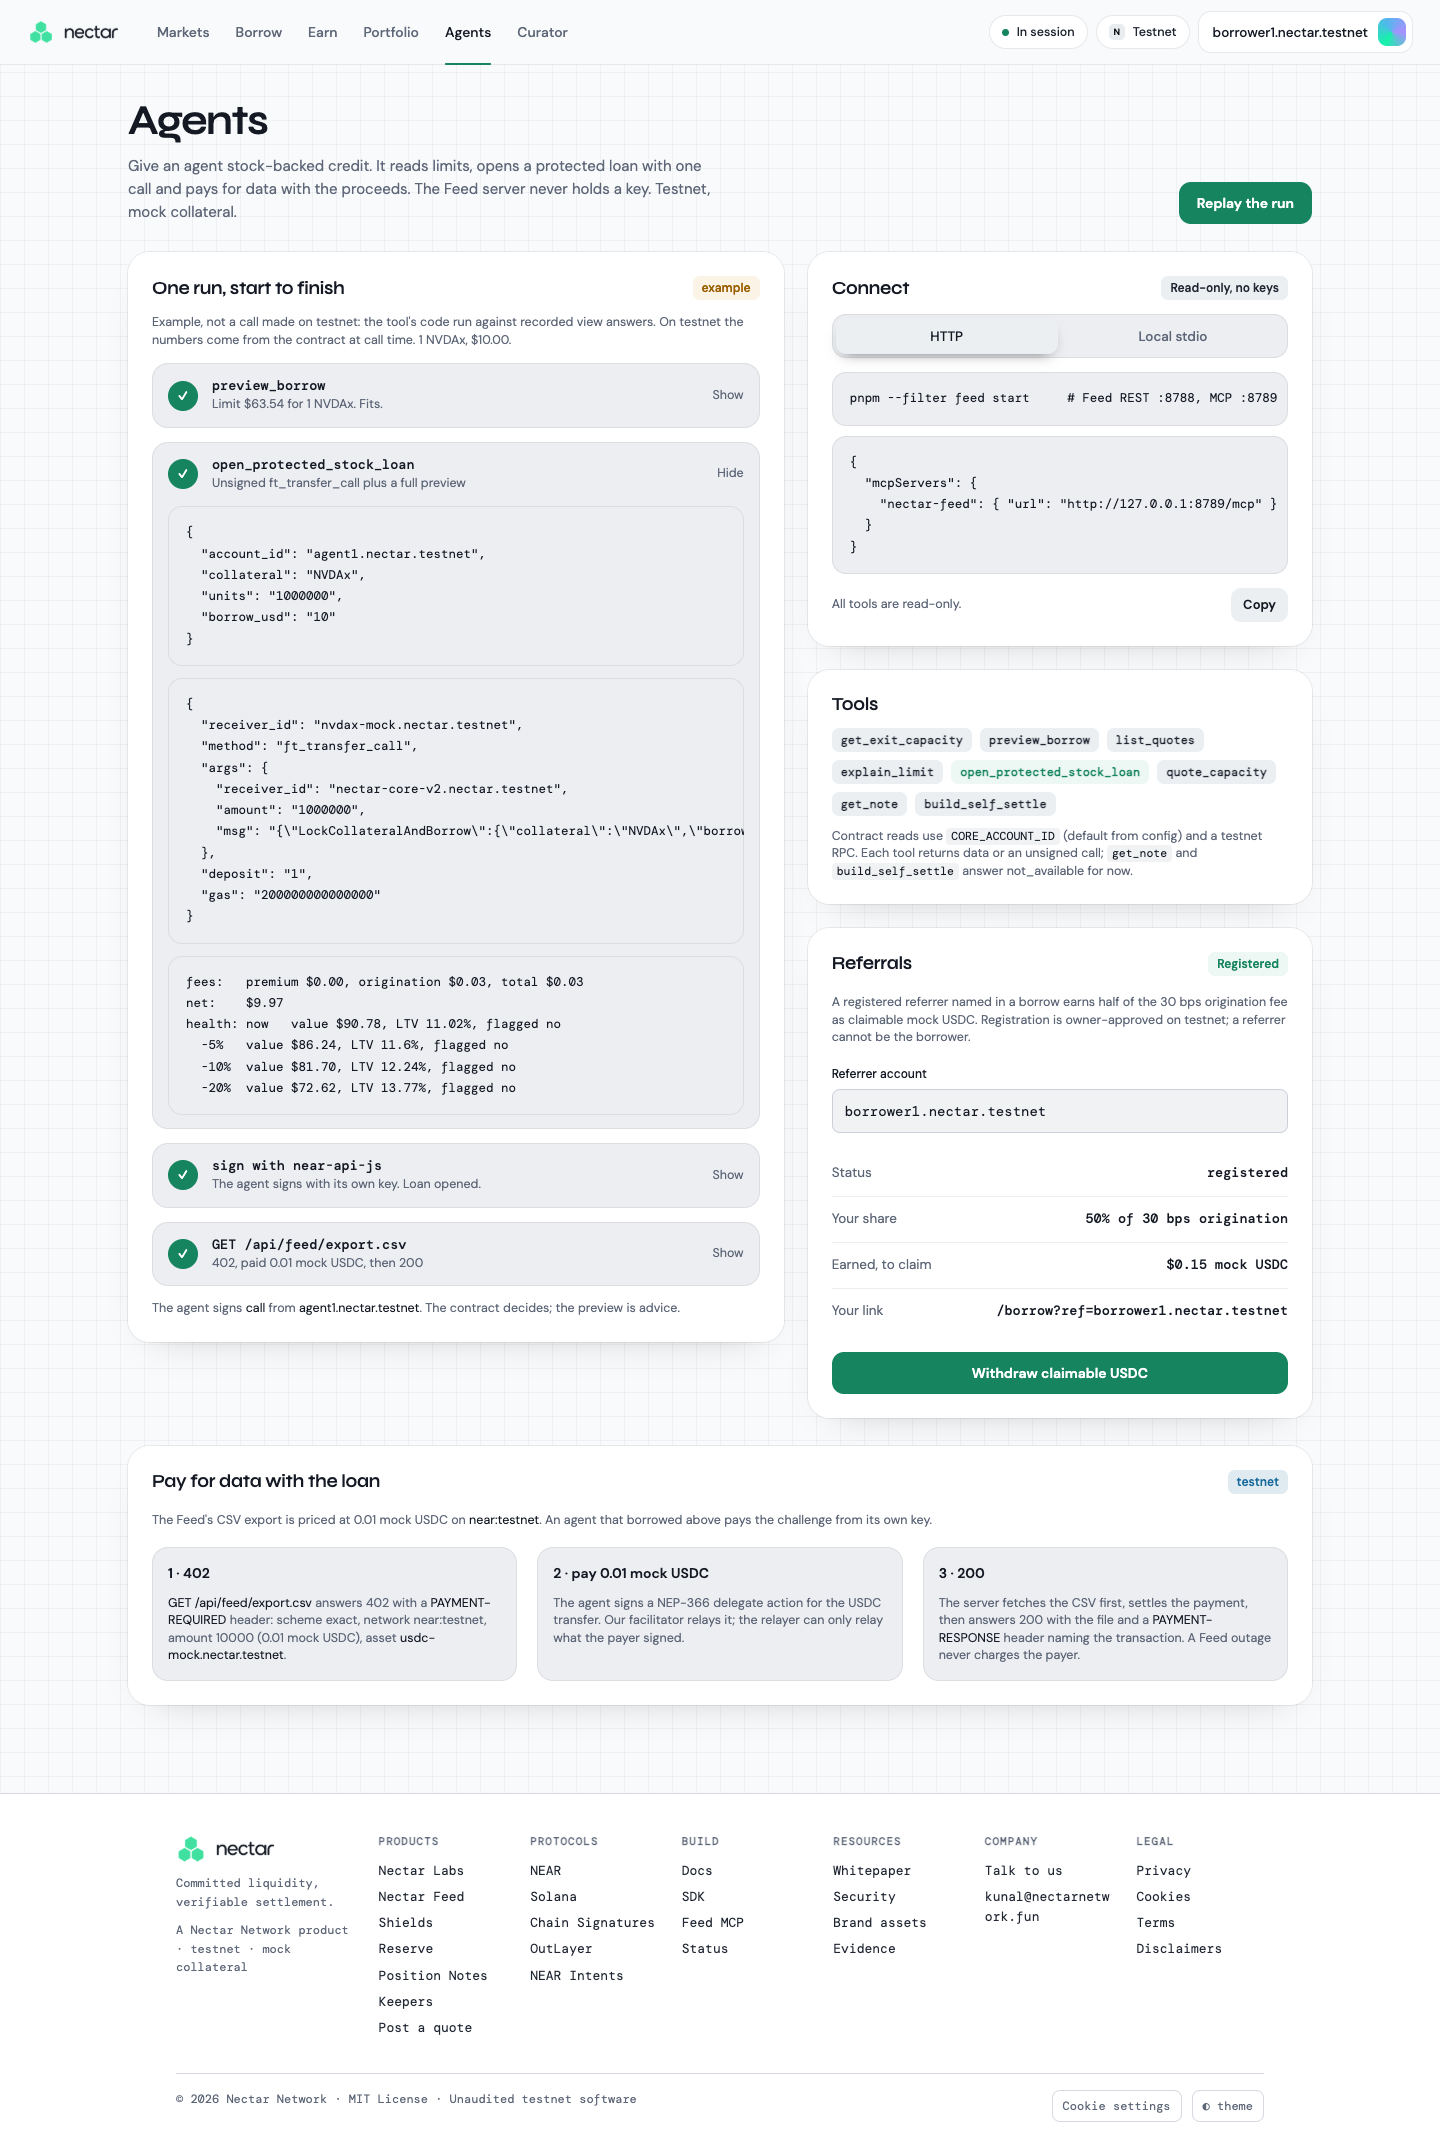 nectar
Markets
Borrow
Earn
Portfolio
Agents
Curator
In session
N Testnet
borrower1.nectar.testnet
Agents
Give an agent stock-backed credit. It reads limits, opens a protected loan with one
call and pays for data with the proceeds. The Feed server never holds a key. Testnet,
mock collateral.
Replay the run
One run, start to finish
example
Example, not a call made on testnet: the tool's code run against recorded view answers. On testnet the
numbers come from the contract at call time. 1 NVDAx, $10.00.
preview_borrow
Limit $63.54 for 1 NVDAx. Fits.
Show
open_protected_stock_loan
Unsigned ft_transfer_call plus a full preview
Hide
{
"account_id": "agent1.nectar.testnet",
"collateral": "NVDAx",
"units": "1000000",
"borrow_usd": "10"
}
{
"receiver_id": "nvdax-mock.nectar.testnet",
"method": "ft_transfer_call",
"args": {
"receiver_id": "nectar-core-v2.nectar.testnet",
"amount": "1000000",
"msg": "{\"LockCollateralAndBorrow\":{\"collateral\":\"NVDAx\",\"borrow
},
"deposit": "1",
"gas": "200000000000000"
}
fees: premium $0.00, origination $0.03, total $0.03
net: $9.97
health: now value $90.78, LTV 11.02%, flagged no
-5% value $86.24, LTV 11.6%, flagged no
-10% value $81.70, LTV 12.24%, flagged no
-20% value $72.62, LTV 13.77%, flagged no
sign with near-api-js
The agent signs with its own key. Loan opened.
Show
GET /api/feed/export.csv
402, paid 0.01 mock USDC, then 200
Show
The agent signs call from agent1.nectar.testnet. The contract decides; the preview is advice.
Connect
Read-only, no keys
HTTP
Local stdio
pnpm --filter feed start # Feed REST :8788, MCP :8789
{
"mcpServers": {
"nectar-feed": { "url": "http://127.0.0.1:8789/mcp" }
}
}
All tools are read-only.
Copy
Tools
get_exit_capacity preview_borrow list_quotes
explain_limit open_protected_stock_loan quote_capacity
get_note build_self_settle
Contract reads use CORE_ACCOUNT_ID (default from config) and a testnet
RPC. Each tool returns data or an unsigned call; get_note and
build_self_settle answer not_available for now.
Referrals
Registered
A registered referrer named in a borrow earns half of the 30 bps origination fee
as claimable mock USDC. Registration is owner-approved on testnet; a referrer
cannot be the borrower.
Referrer account
borrower1.nectar.testnet
Status registered
Your share 50% of 30 bps origination
Earned, to claim $0.15 mock USDC
Your link /borrow?ref=borrower1.nectar.testnet
Withdraw claimable USDC
Pay for data with the loan
testnet
The Feed's CSV export is priced at 0.01 mock USDC on near:testnet. An agent that borrowed above pays the challenge from its own key.
1 · 402
GET /api/feed/export.csv answers 402 with a PAYMENT-
REQUIRED header: scheme exact, network near:testnet,
amount 10000 (0.01 mock USDC), asset usdc-
mock.nectar.testnet.
2 · pay 0.01 mock USDC
The agent signs a NEP-366 delegate action for the USDC
transfer. Our facilitator relays it; the relayer can only relay
what the payer signed.
3 · 200
The server fetches the CSV first, settles the payment,
then answers 200 with the file and a PAYMENT-
RESPONSE header naming the transaction. A Feed outage
never charges the payer.
nectar
Committed liquidity,
verifiable settlement.
A Nectar Network product
· testnet · mock
collateral
PRODUCTS
Nectar Labs
Nectar Feed
Shields
Reserve
Position Notes
Keepers
Post a quote
PROTOCOLS
NEAR
Solana
Chain Signatures
OutLayer
NEAR Intents
BUILD
Docs
SDK
Feed MCP
Status
RESOURCES
Whitepaper
Security
Brand assets
Evidence
COMPANY
Talk to us
kunal@nectarnetw
ork.fun
LEGAL
Privacy
Cookies
Terms
Disclaimers
© 2026 Nectar Network · MIT License · Unaudited testnet software
Cookie settings
◐ theme